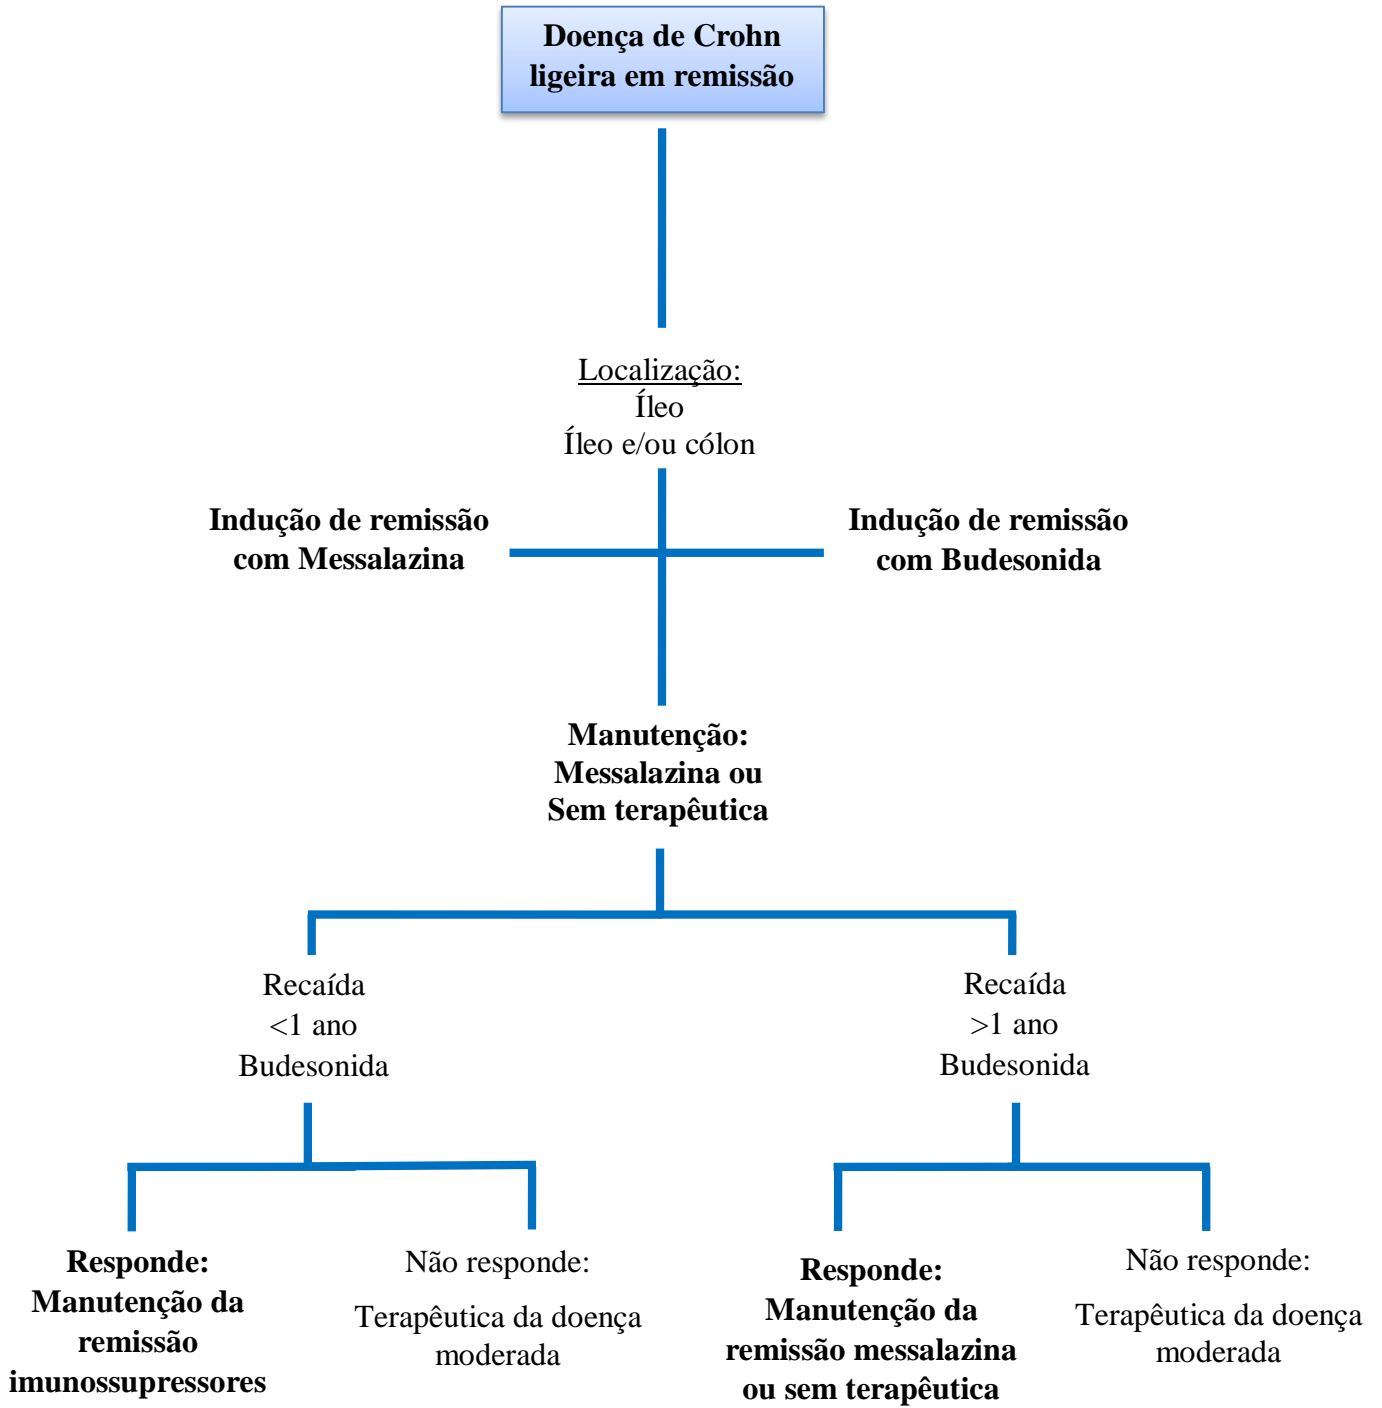 Doença de Crohn
ligeira em remissão
Localização:
Íleo
Íleo e/ou cólon
Indução de remissão
com Messalazina
Indução de remissão
com Budesonida
Manutenção:
Messalazina ou
Sem terapêutica
Recaída
<1 ano
Budesonida
Recaída
>1 ano
Budesonida
Responde:
Manutenção da
remissão
imunossupressores
Não responde:
Terapêutica da doença
moderada
Responde:
Manutenção da
remissão messalazina
ou sem terapêutica
Não responde:
Terapêutica da doença
moderada